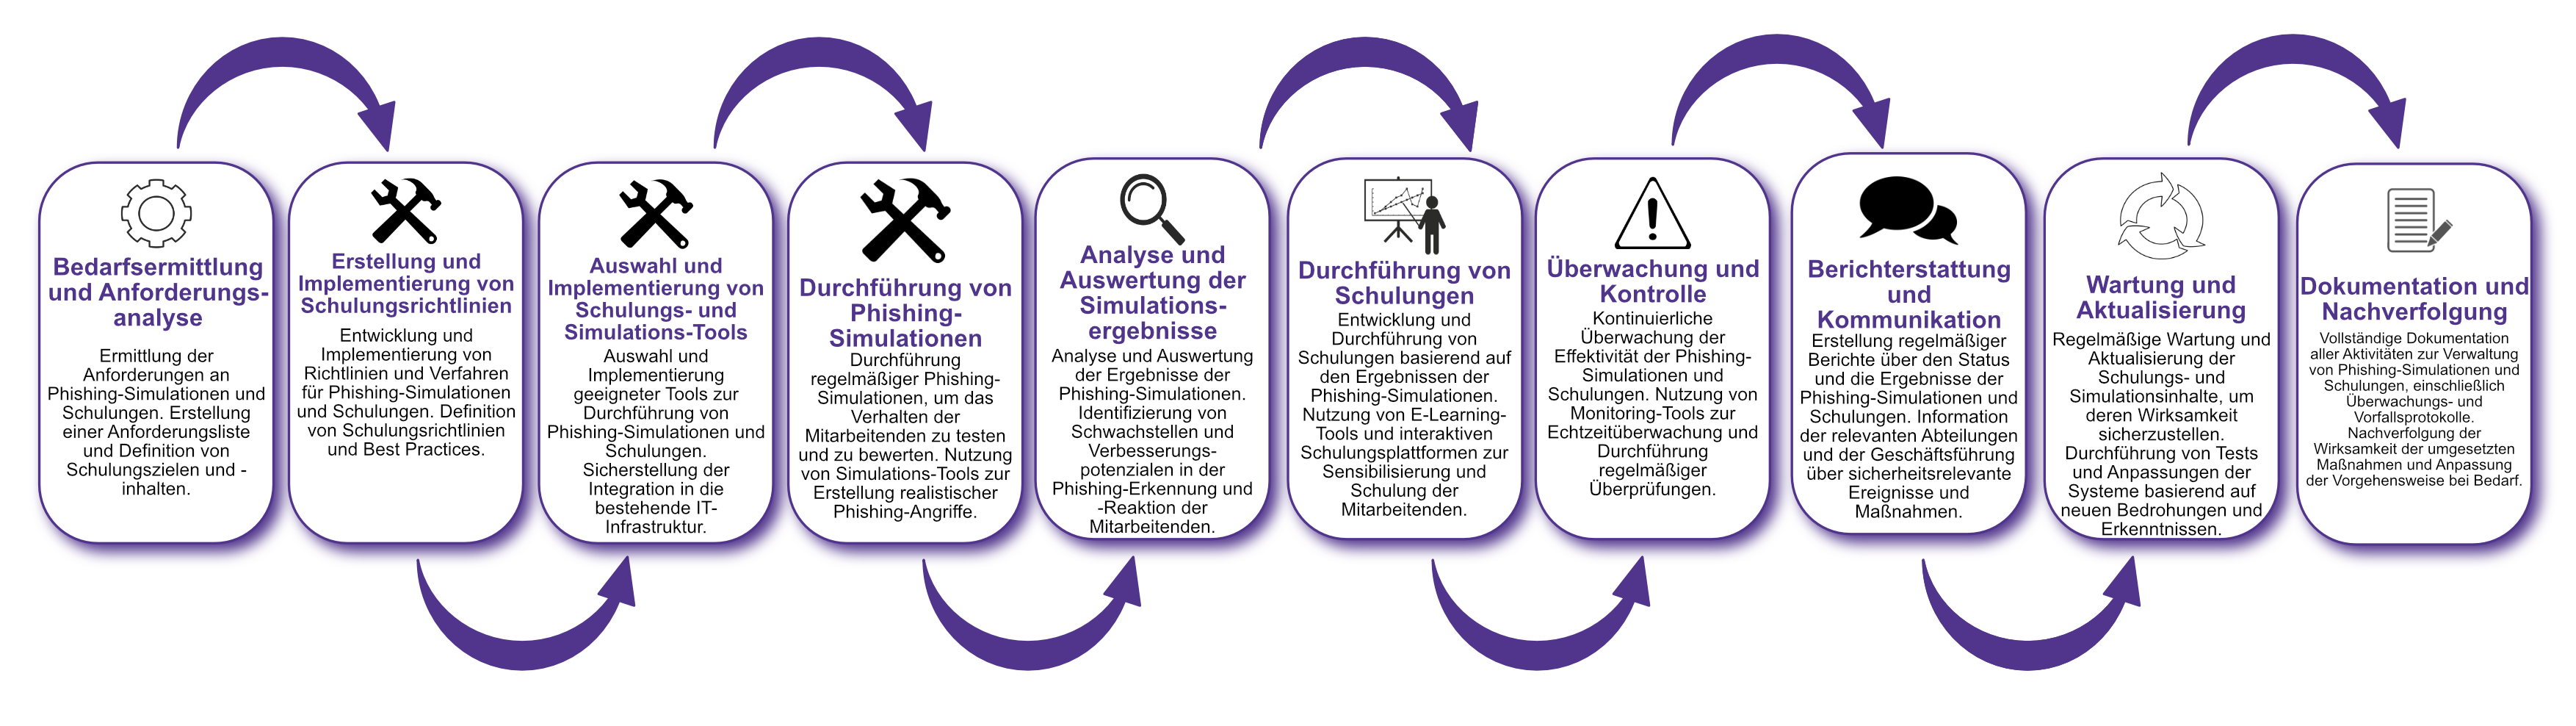 Bedarfsermittlung
und Anforderungs-
analyse
Ermittlung der
Anforderungen an
Phishing-Simulationen und
Schulungen. Erstellung
einer Anforderungsliste
und Definition von
Schulungszielen und -
inhalten.
Erstellung und
Implementierung von
Schulungsrichtlinien
Entwicklung und
Implementierung von
Richtlinien und Verfahren
für Phishing-Simulationen
und Schulungen. Definition
von Schulungsrichtlinien
und Best Practices.
Auswahl und
Implementierung von
Schulungs- und
Simulations-Tools
Auswahl und
Implementierung
geeigneter Tools zur
Durchführung von
Phishing-Simulationen und
Schulungen.
Sicherstellung der
Integration in die
bestehende IT-
Infrastruktur.
Durchführung von
Phishing-
Simulationen
Durchführung
regelmäßiger Phishing-
Simulationen, um das
Verhalten der
Mitarbeitenden zu testen
und zu bewerten. Nutzung
von Simulations-Tools zur
Erstellung realistischer
Phishing-Angriffe.
Analyse und
Auswertung der
Simulations-
ergebnisse
Analyse und Auswertung
der Ergebnisse der
Phishing-Simulationen.
Identifizierung von
Schwachstellen und
Verbesserungs-
potenzialen in der
Phishing-Erkennung und
-Reaktion der
Mitarbeitenden.
Durchführung von
Schulungen
Entwicklung und
Durchführung von
Schulungen basierend auf
den Ergebnissen der
Phishing-Simulationen.
Nutzung von E-Learning-
Tools und interaktiven
Schulungsplattformen zur
Sensibilisierung und
Schulung der
Mitarbeitenden.
Überwachung und
Kontrolle
Kontinuierliche
Überwachung der
Effektivität der Phishing-
Simulationen und
Schulungen. Nutzung von
Monitoring-Tools zur
Echtzeitüberwachung und
Durchführung
regelmäßiger
Überprüfungen.
Berichterstattung
und
Kommunikation
Erstellung regelmäßiger
Berichte über den Status
und die Ergebnisse der
Phishing-Simulationen und
Schulungen. Information
der relevanten Abteilungen
und der Geschäftsführung
über sicherheitsrelevante
Ereignisse und
Maßnahmen.
Wartung und
Aktualisierung
Regelmäßige Wartung und
Aktualisierung der
Schulungs- und
Simulationsinhalte, um
deren Wirksamkeit
sicherzustellen.
Durchführung von Tests
und Anpassungen der
Systeme basierend auf
neuen Bedrohungen und
Erkenntnissen.
Dokumentation und
Nachverfolgung
Vollständige Dokumentation
aller Aktivitäten zur Verwaltung
von Phishing-Simulationen und
Schulungen, einschließlich
Überwachungs- und
Vorfallsprotokolle.
Nachverfolgung der
Wirksamkeit der umgesetzten
Maßnahmen und Anpassung
der Vorgehensweise bei Bedarf.